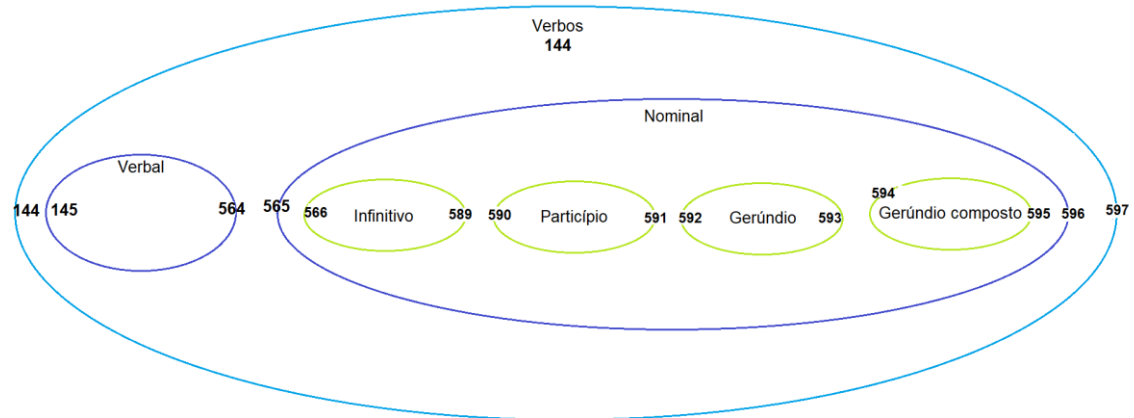 Verbos
144
Nominal
Verbal
144 145 564 565 566 Infinitivo 589 590 Particípio 591 592 Gerúndio 593 594 Gerúndio composto 595 596 597